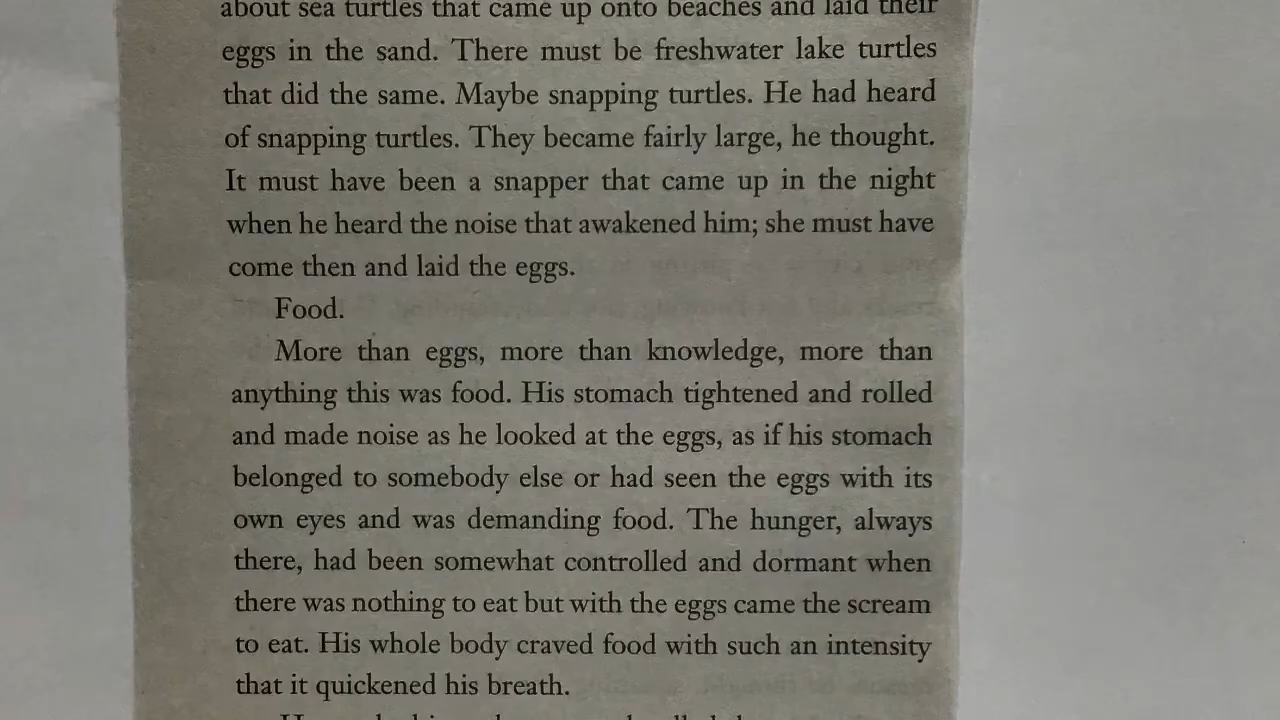 about sea turtles that came up onto beaches and laid their
eggs in the sand. There must be freshwater lake turtles
that did the same. Maybe snapping turtles. He had heard
of snapping turtles. They became fairly large, he thought.
It must have been a snapper that came up in the night
when he heard the noise that awakened him; she must have
come then and laid the eggs.
Food.
More than eggs, more than knowledge, more than
anything this was food. His stomach tightened and rolled
and made noise as he looked at the eggs, as if his stomach
belonged to somebody else or had seen the eggs with its
own eyes and was demanding food. The hunger, always
there, had been somewhat controlled and dormant when
there was nothing to eat but with the eggs came the scream
to eat. His whole body craved food with such an intensity
that it quickened his breath.